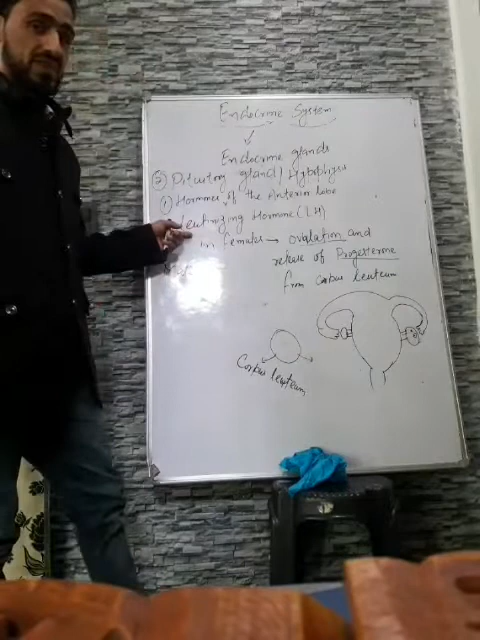 Endocrine System
Endocrine glands
② Pituitary gland / Hypophysis
① Hormones of the Anterior lobe
Leutinizing Hormone (LH)
in females → ovulation and
release of Progesterone
from corpus leuteum
Corpus leuteum